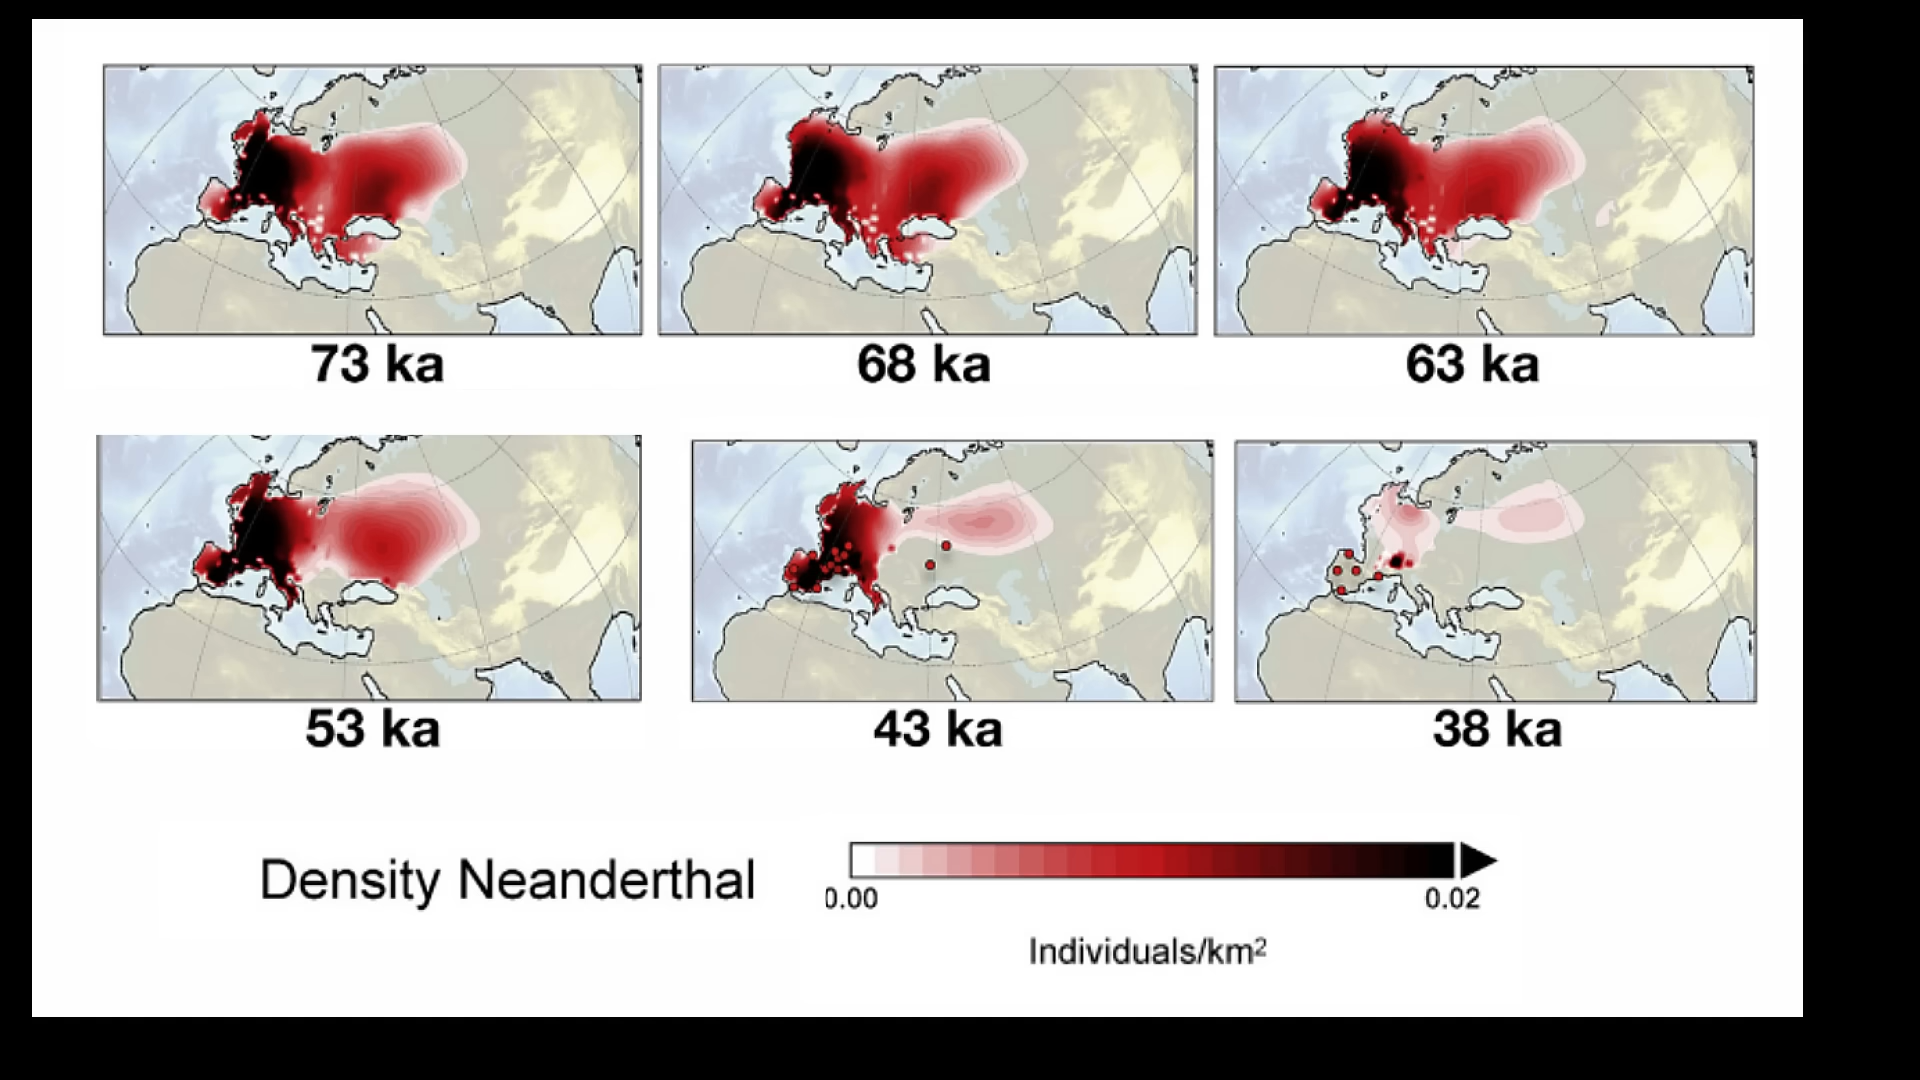 73 ka
68 ka
63 ka
53 ka
43 ka
38 ka
Density Neanderthal
0.00
0.02
Individuals/km²